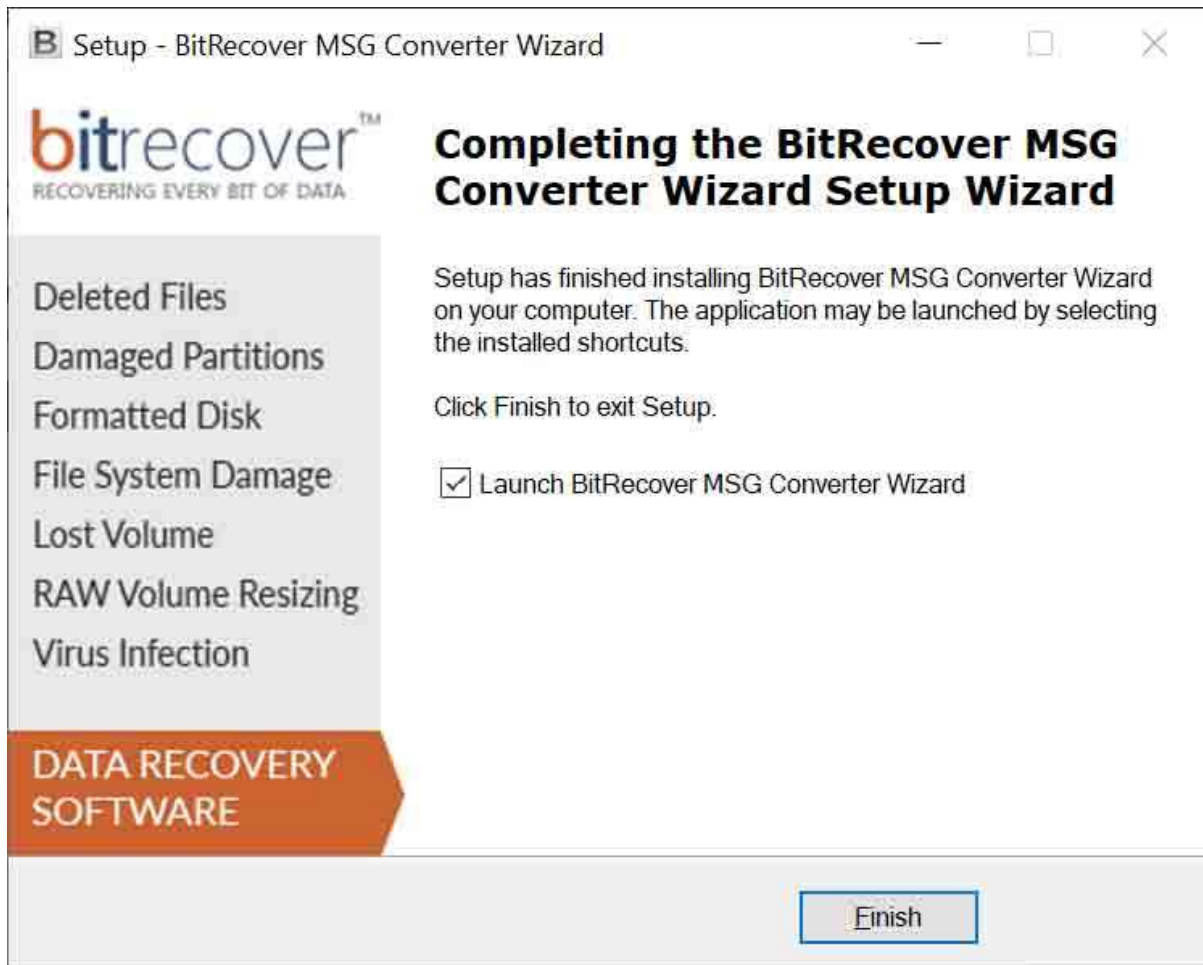 B Setup - BitRecover MSG Converter Wizard
bitrecover™
RECOVERING EVERY BIT OF DATA
Deleted Files
Damaged Partitions
Formatted Disk
File System Damage
Lost Volume
RAW Volume Resizing
Virus Infection
DATA RECOVERY
SOFTWARE
Completing the BitRecover MSG
Converter Wizard Setup Wizard
Setup has finished installing BitRecover MSG Converter Wizard
on your computer. The application may be launched by selecting
the installed shortcuts.
Click Finish to exit Setup.
Launch BitRecover MSG Converter Wizard
Finish